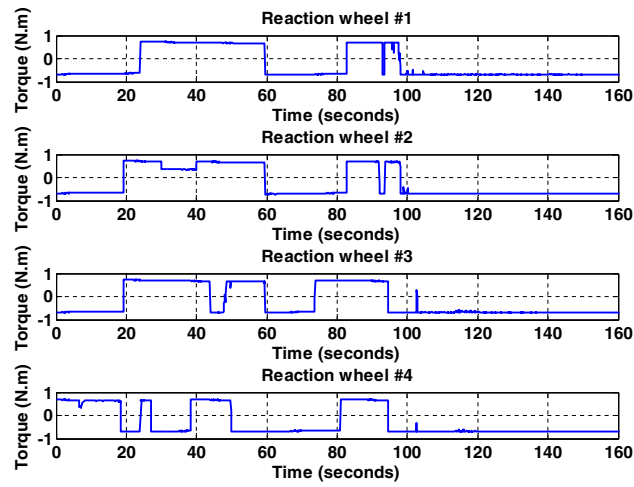 Reaction wheel #1
Torque (N.m)
1
0
-1
0 20 40 60 80 100 120 140 160
Time (seconds)
Reaction wheel #2
Torque (N.m)
1
0
-1
0 20 40 60 80 100 120 140 160
Time (seconds)
Reaction wheel #3
Torque (N.m)
1
0
-1
0 20 40 60 80 100 120 140 160
Time (seconds)
Reaction wheel #4
Torque (N.m)
1
0
-1
0 20 40 60 80 100 120 140 160
Time (seconds)